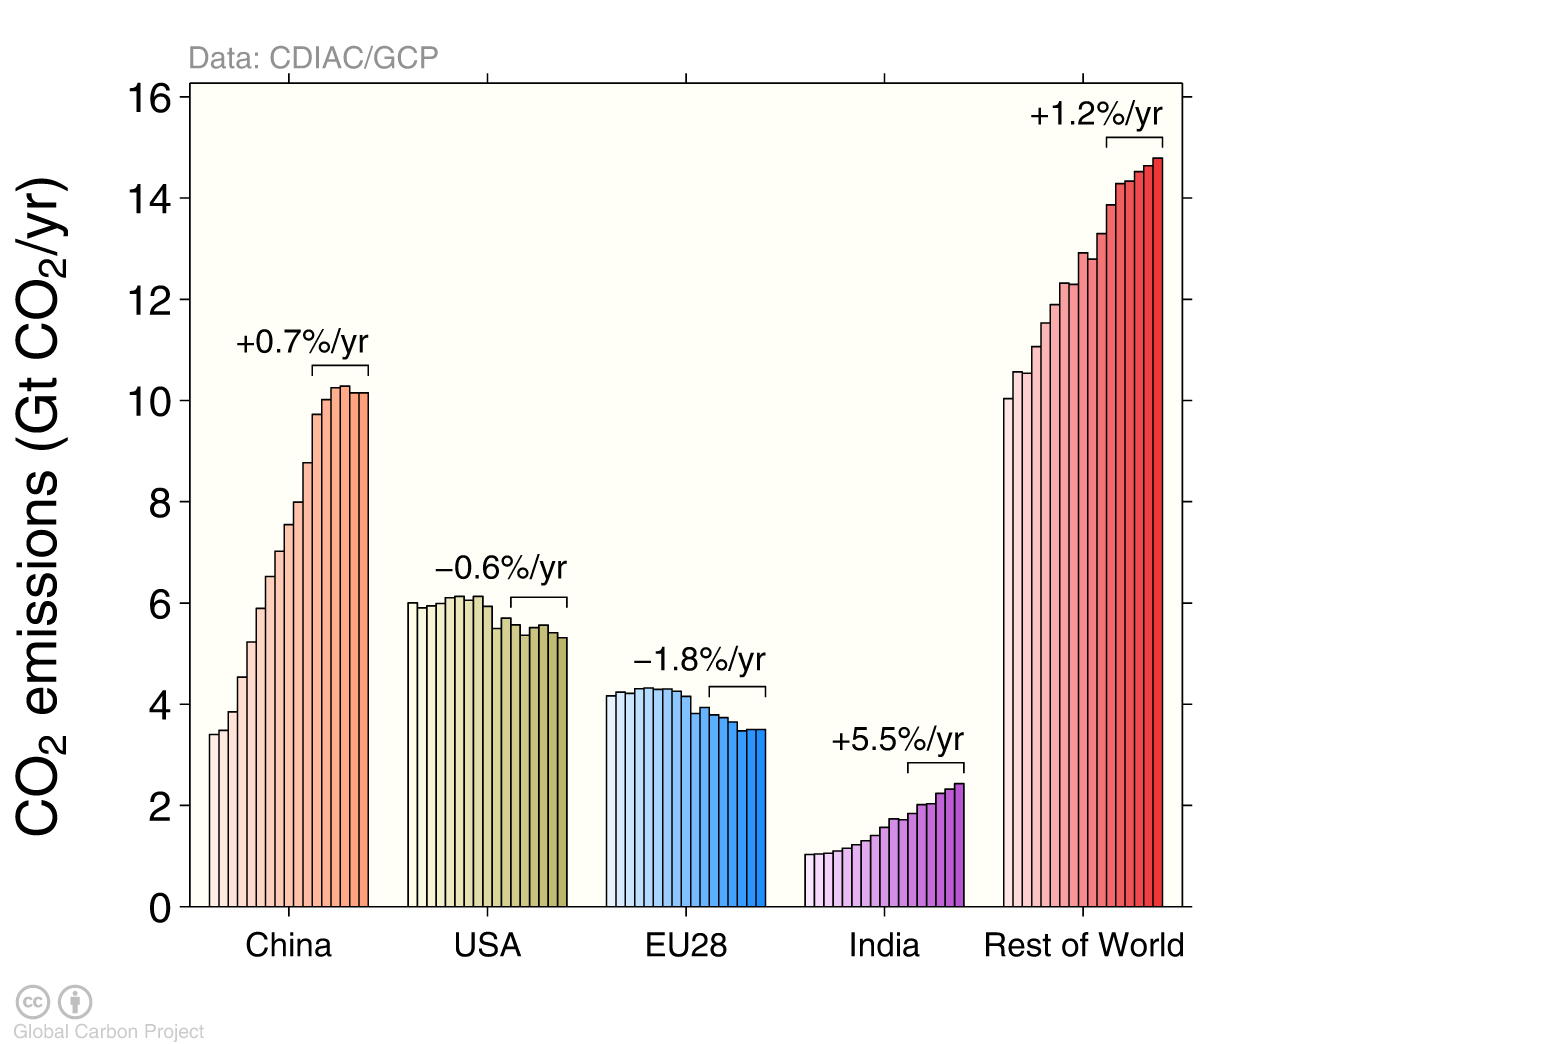 Data: CDIAC/GCP
CO2 emissions (Gt CO2/yr)
16
14
12
10
8
6
4
2
0
+0.7%/yr
−0.6%/yr
−1.8%/yr
+5.5%/yr
+1.2%/yr
China
USA
EU28
India
Rest of World
cc
Global Carbon Project